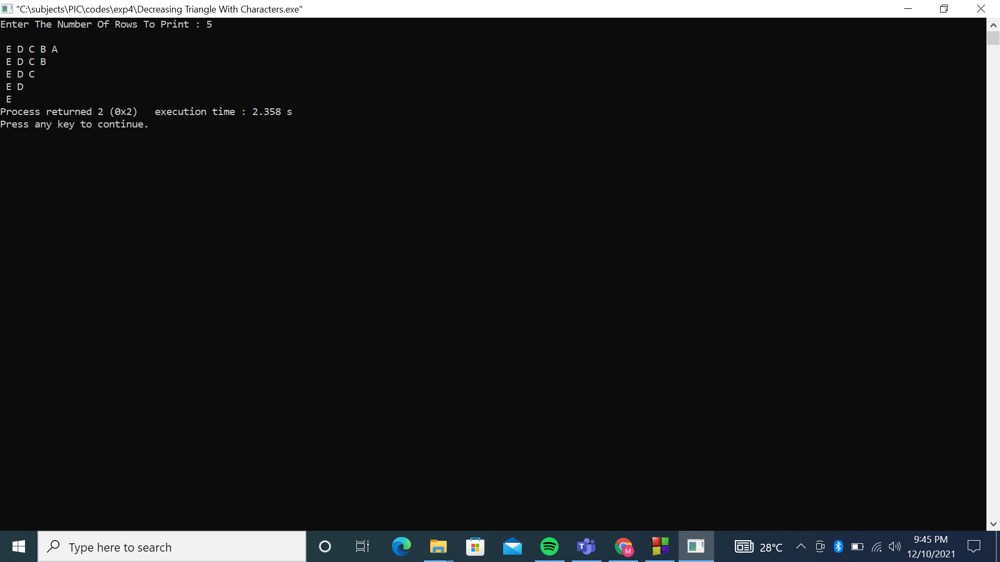 "C:\subjects\PIC\codes\exp4\Decreasing Triangle With Characters.exe"
Enter The Number Of Rows To Print : 5
E D C B A
E D C B
E D C
E D
E
Process returned 2 (0x2)   execution time : 2.358 s
Press any key to continue.
Type here to search
T
M
28°C
9:45 PM
12/10/2021